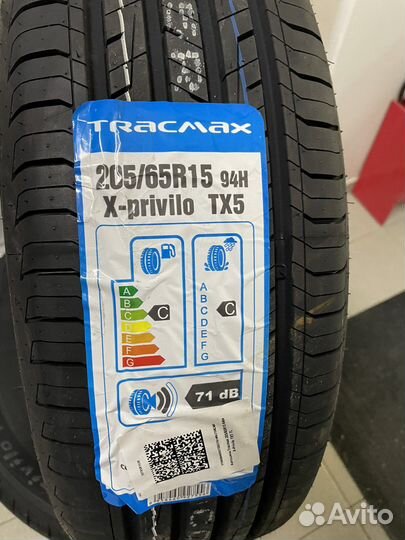 TRACMAX
205/65R15 94H
X-privilo TX5
A
B
C
D
E
F
G
C
A
B
C
D
E
F
G
C
71 dB
Avito